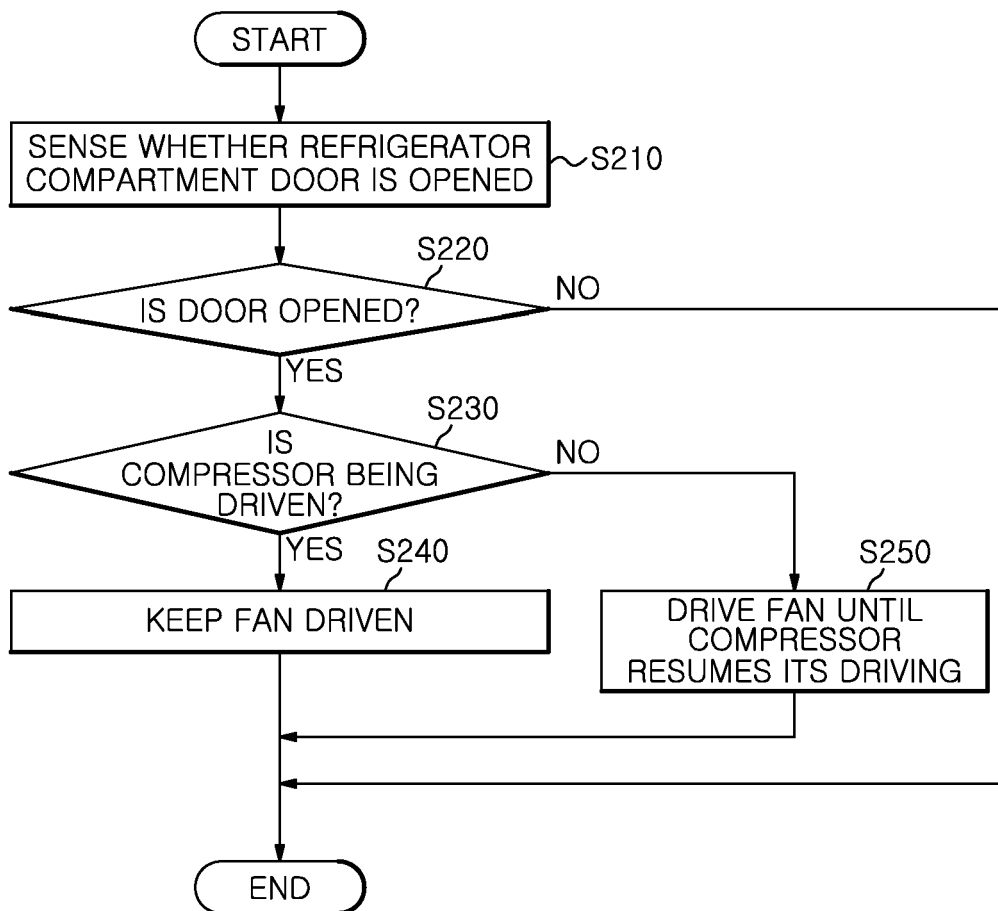 START
SENSE WHETHER REFRIGERATOR
COMPARTMENT DOOR IS OPENED
S210
S220
IS DOOR OPENED?
NO
YES
S230
IS
COMPRESSOR BEING
DRIVEN?
NO
YES
S240
KEEP FAN DRIVEN
S250
DRIVE FAN UNTIL
COMPRESSOR
RESUMES ITS DRIVING
END